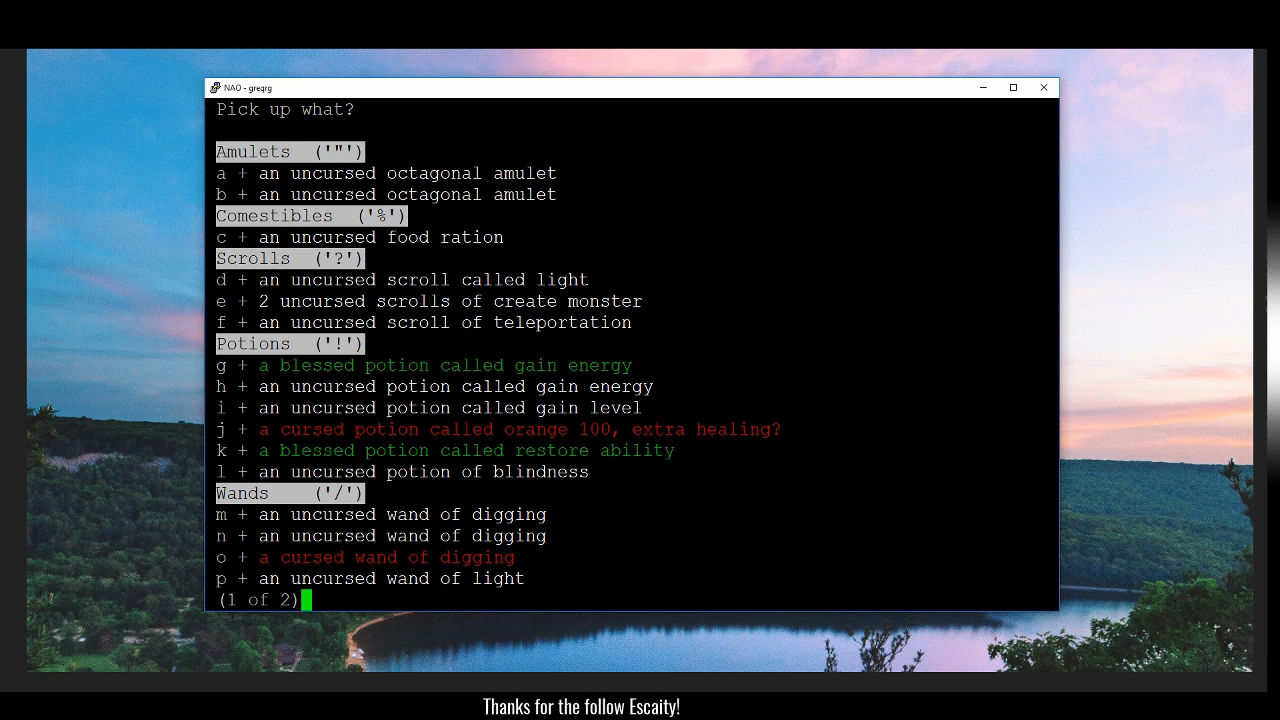 NAO - greqrg
Pick up what?
Amulets ('"')
a + an uncursed octagonal amulet
b + an uncursed octagonal amulet
Comestibles ('%')
c + an uncursed food ration
Scrolls ('?')
d + an uncursed scroll called light
e + 2 uncursed scrolls of create monster
f + an uncursed scroll of teleportation
Potions ('!')
g + a blessed potion called gain energy
h + an uncursed potion called gain energy
i + an uncursed potion called gain level
j + a cursed potion called orange 100, extra healing?
k + a blessed potion called restore ability
l + an uncursed potion of blindness
Wands ('/')
m + an uncursed wand of digging
n + an uncursed wand of digging
o + a cursed wand of digging
p + an uncursed wand of light
(1 of 2)
Thanks for the follow Escaity!